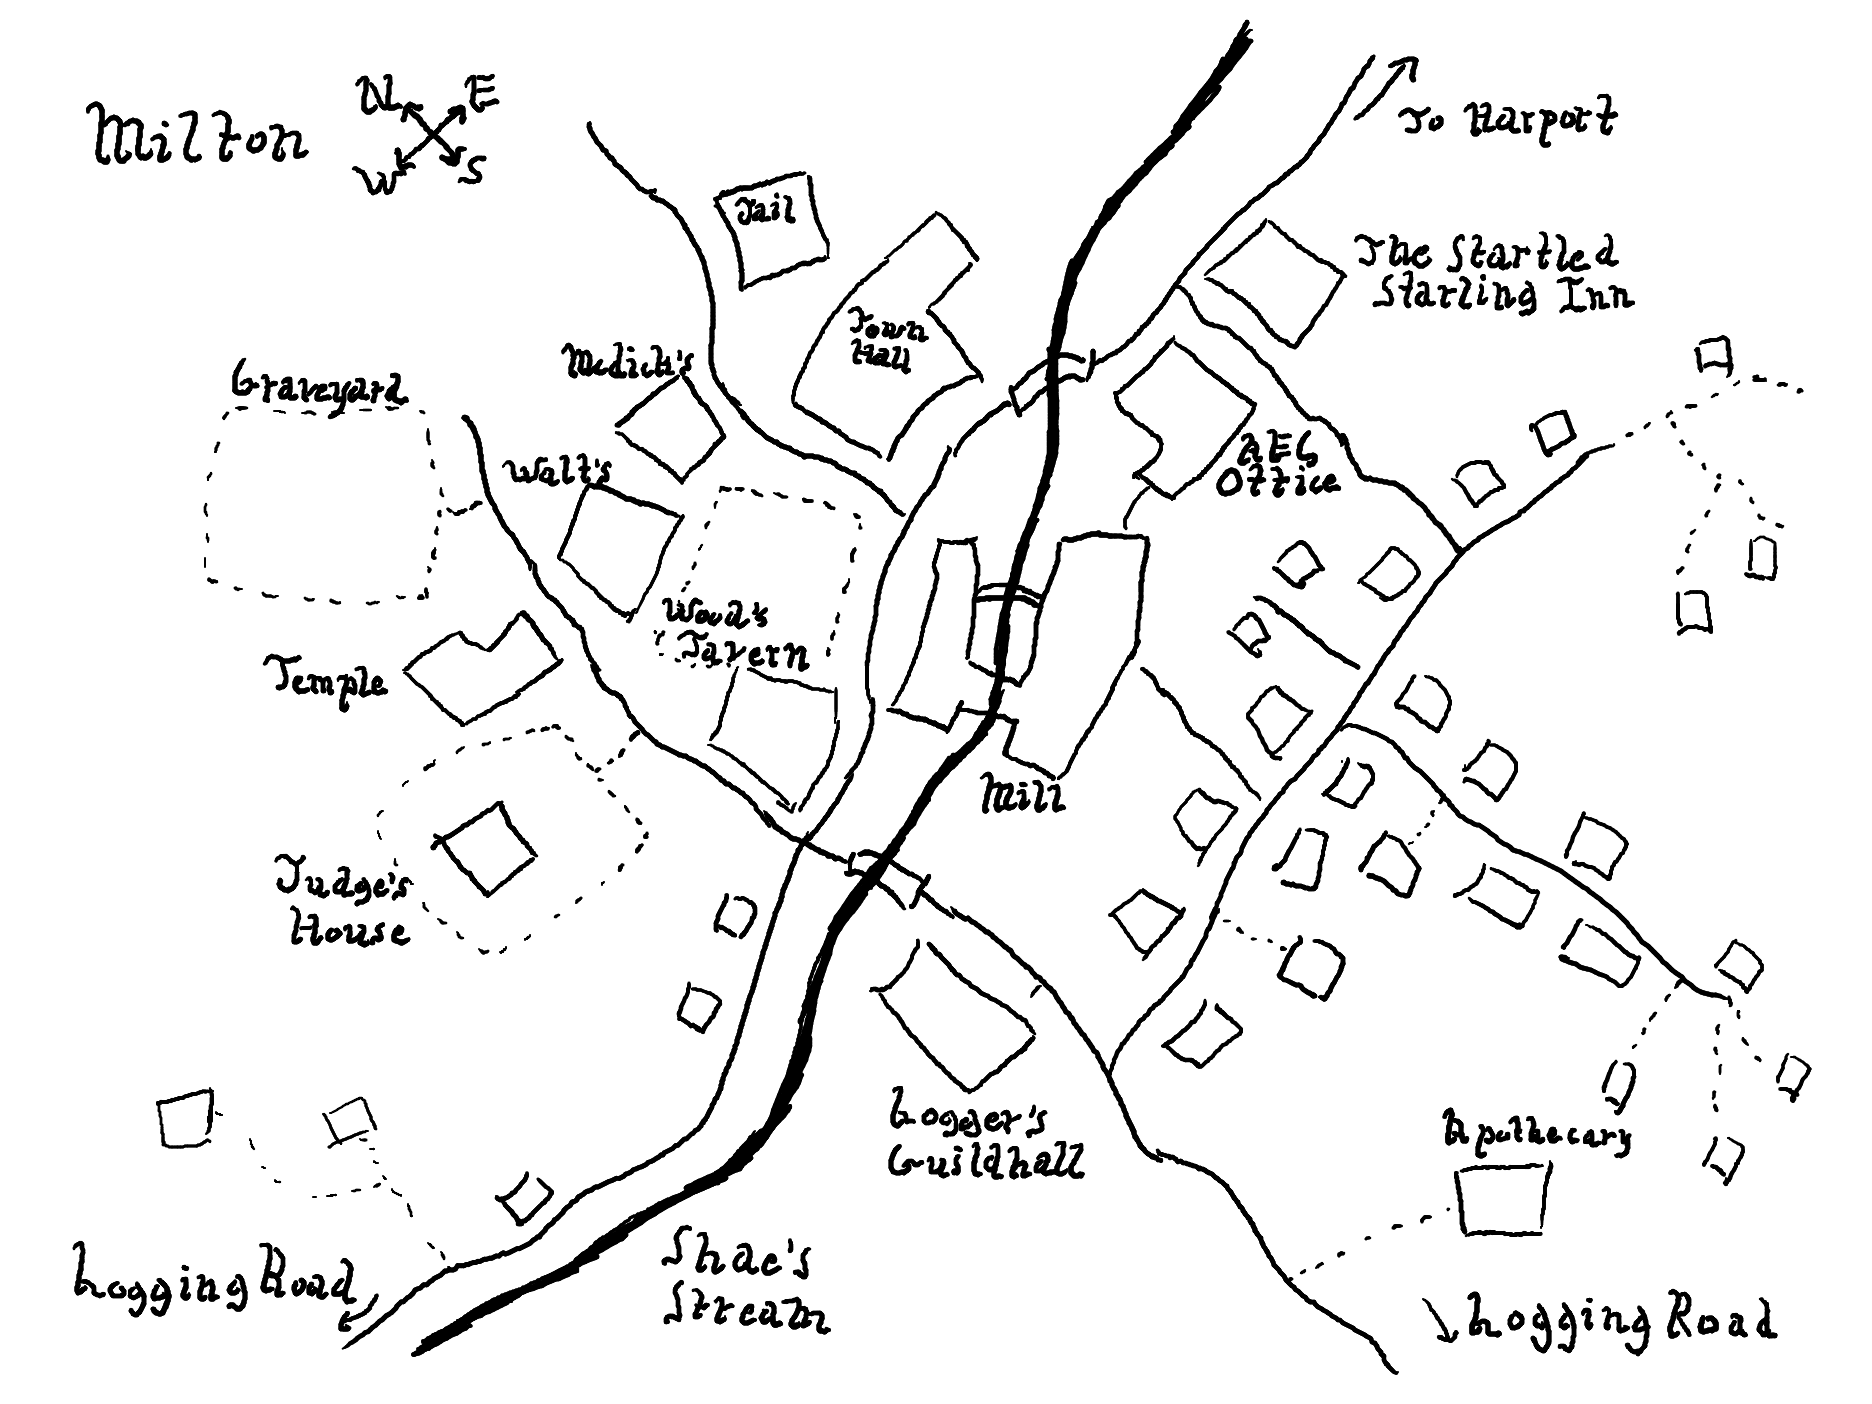 Milton
N
E
W
S
To Harport
Jail
The Startled
Starling Inn
Town
Hall
Medick's
Graveyard
Walt's
AEG
Office
Wood's
Tavern
Temple
Mill
Judge's
House
Logger's
Guildhall
Apothecary
Shae's
Stream
Logging Road
Logging Road